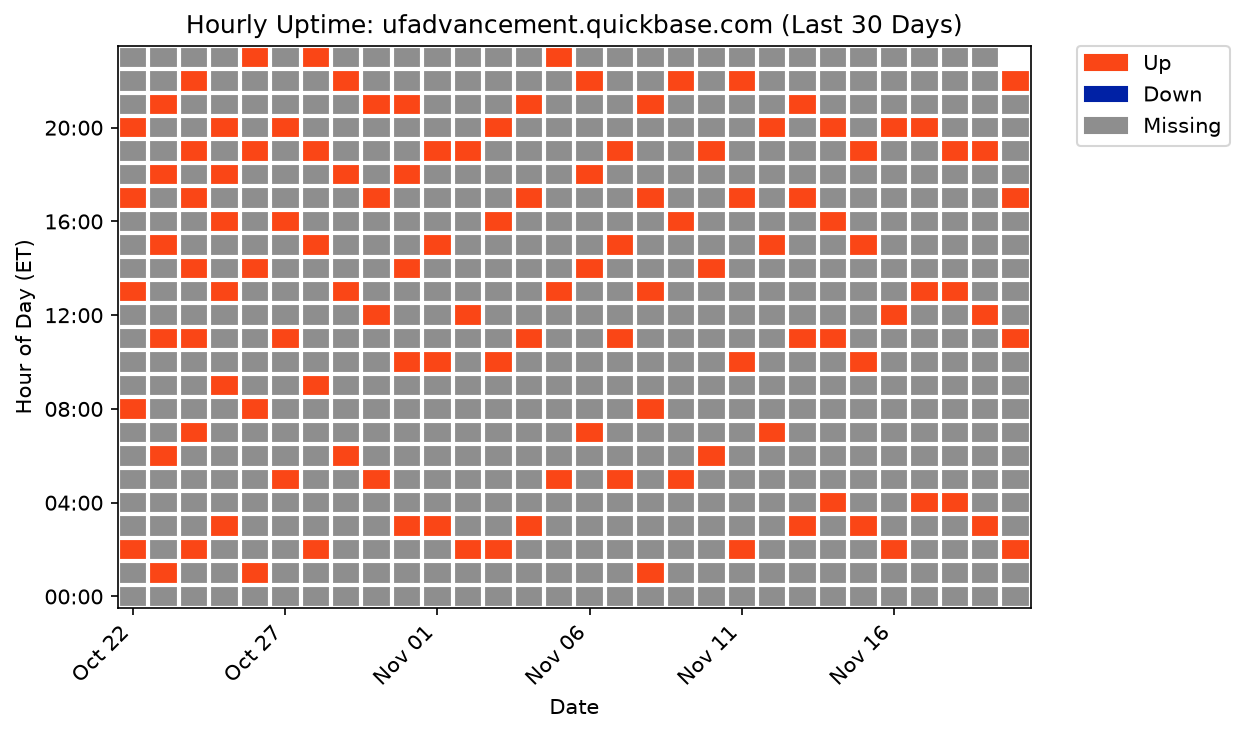 Hourly Uptime: ufadvancement.quickbase.com (Last 30 Days)
Up
Down
Missing
20:00
16:00
12:00
08:00
04:00
00:00
Hour of Day (ET)
Oct 22
Oct 27
Nov 01
Nov 06
Nov 11
Nov 16
Date